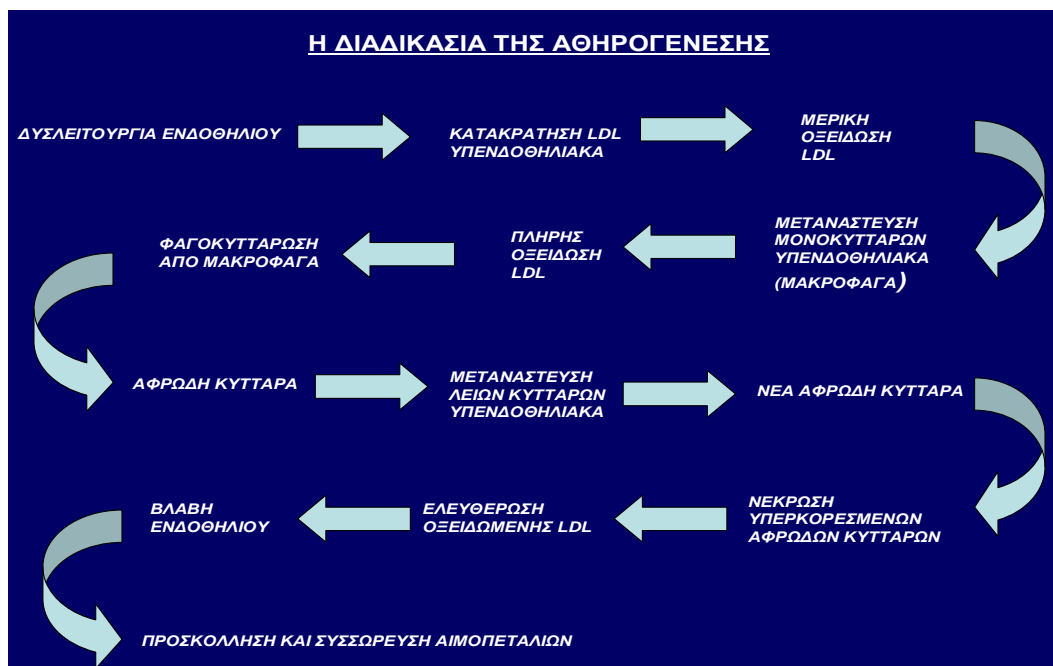 Η ΔΙΑΔΙΚΑΣΙΑ ΤΗΣ ΑΘΗΡΟΓΕΝΕΣΗΣ
ΔΥΣΛΕΙΤΟΥΡΓΙΑ ΕΝΔΟΘΗΛΙΟΥ
ΚΑΤΑΚΡΑΤΗΣΗ LDL
ΥΠΕΝΔΟΘΗΛΙΑΚΑ
ΜΕΡΙΚΗ
ΟΞΕΙΔΩΣΗ
LDL
ΜΕΤΑΝΑΣΤΕΥΣΗ
ΜΟΝΟΚΥΤΤΑΡΩΝ
ΥΠΕΝΔΟΘΗΛΙΑΚΑ
(ΜΑΚΡΟΦΑΓΑ)
ΠΛΗΡΗΣ
ΟΞΕΙΔΩΣΗ
LDL
ΦΑΓΟΚΥΤΤΑΡΩΣΗ
ΑΠΟ ΜΑΚΡΟΦΑΓΑ
ΑΦΡΩΔΗ ΚΥΤΤΑΡΑ
ΜΕΤΑΝΑΣΤΕΥΣΗ
ΛΕΙΩΝ ΚΥΤΤΑΡΩΝ
ΥΠΕΝΔΟΘΗΛΙΑΚΑ
ΝΕΑ ΑΦΡΩΔΗ ΚΥΤΤΑΡΑ
ΝΕΚΡΩΣΗ
ΥΠΕΡΚΟΡΕΣΜΕΝΩΝ
ΑΦΡΩΔΩΝ ΚΥΤΤΑΡΩΝ
ΕΛΕΥΘΕΡΩΣΗ
ΟΞΕΙΔΩΜΕΝΗΣ LDL
ΒΛΑΒΗ
ΕΝΔΟΘΗΛΙΟΥ
ΠΡΟΣΚΟΛΛΗΣΗ ΚΑΙ ΣΥΣΣΩΡΕΥΣΗ ΑΙΜΟΠΕΤΑΛΙΩΝ